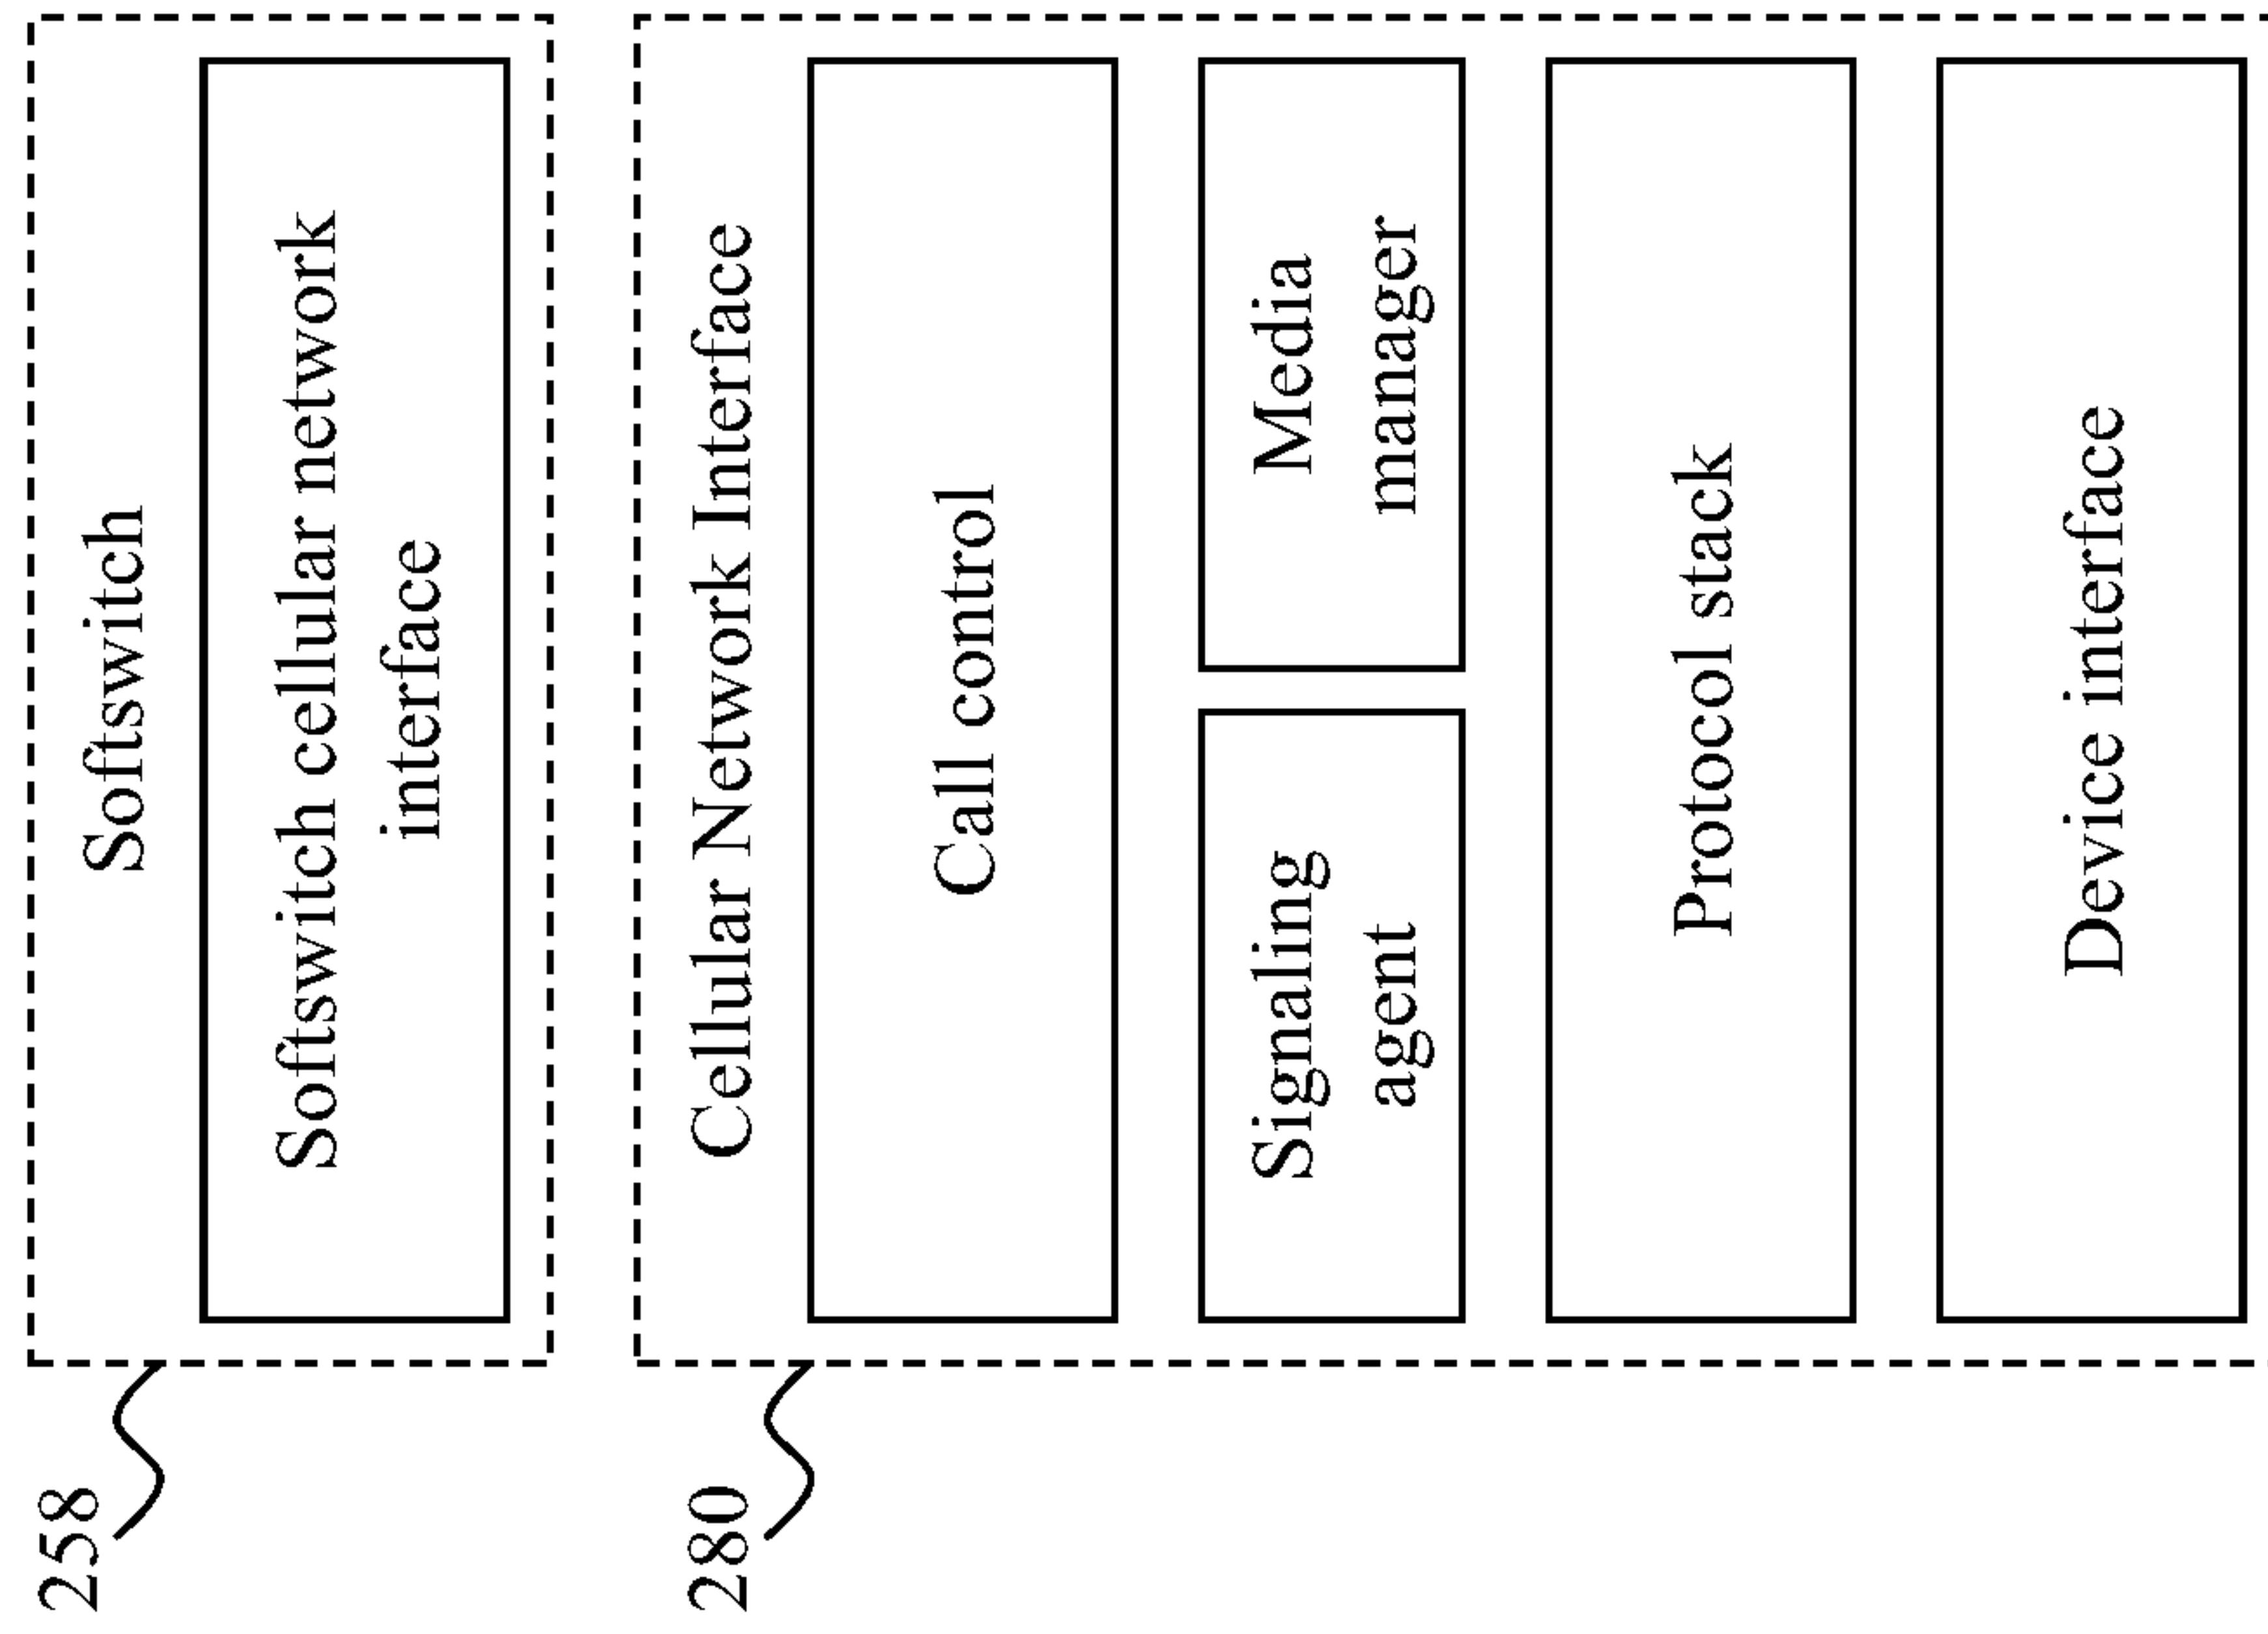 258
Softswitch
Softswitch cellular network
interface
280
Cellular Network Interface
Call control
Signaling
agent
Media
manager
Protocol stack
Device interface